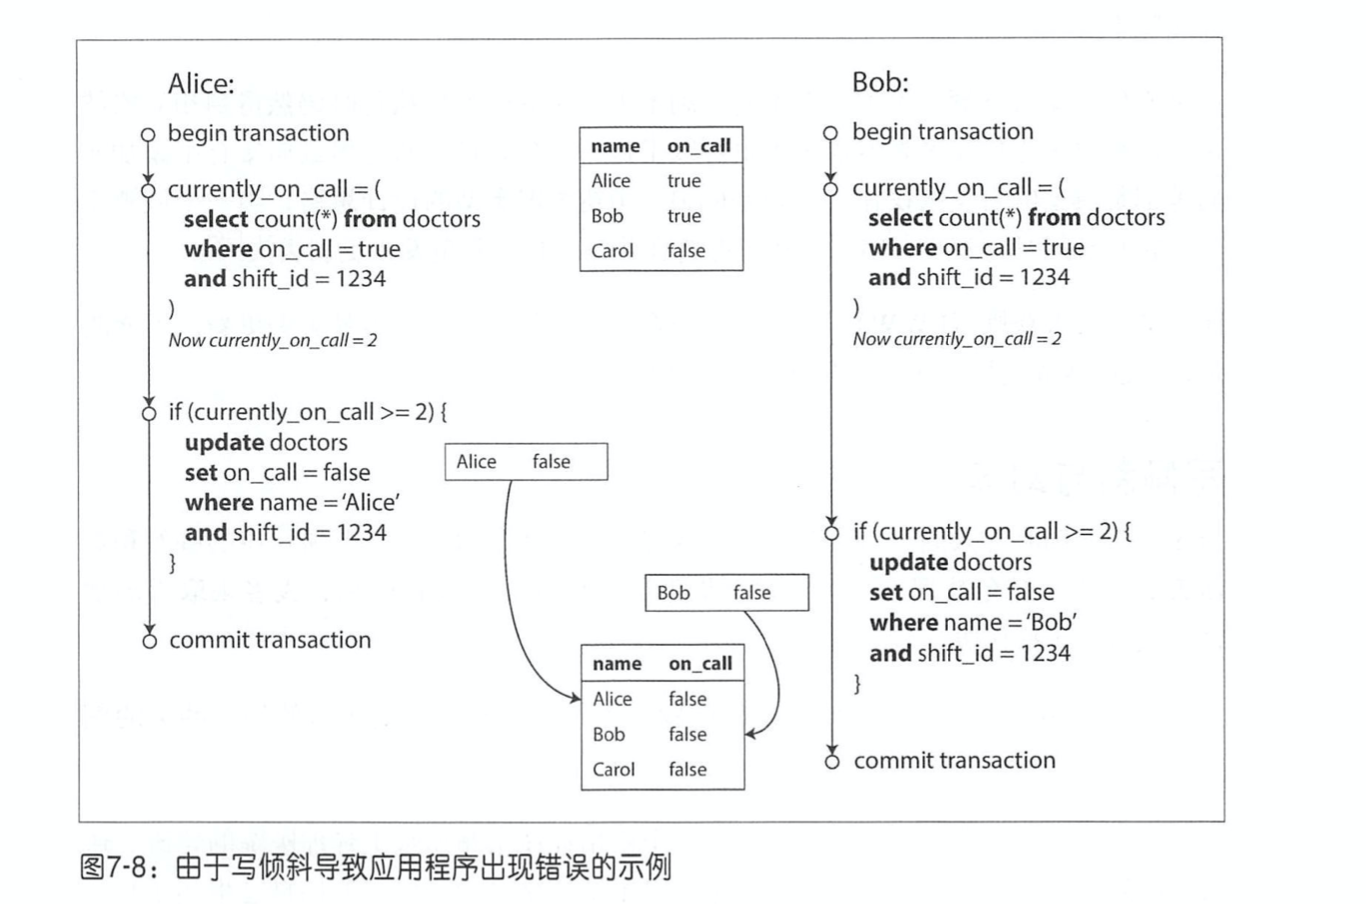 Alice:
begin transaction
currently_on_call = (
select count(*) from doctors
where on_call = true
and shift_id = 1234
)
Now currently_on_call = 2
if (currently_on_call >= 2) {
update doctors
set on_call = false
where name = ‘Alice’
and shift_id = 1234
}
commit transaction
name on_call
Alice true
Bob true
Carol false
Alice false
Bob false
name on_call
Alice false
Bob false
Carol false
Bob:
begin transaction
currently_on_call = (
select count(*) from doctors
where on_call = true
and shift_id = 1234
)
Now currently_on_call = 2
if (currently_on_call >= 2) {
update doctors
set on_call = false
where name = ‘Bob’
and shift_id = 1234
}
commit transaction
图7-8：由于写倾斜导致应用程序出现错误的示例